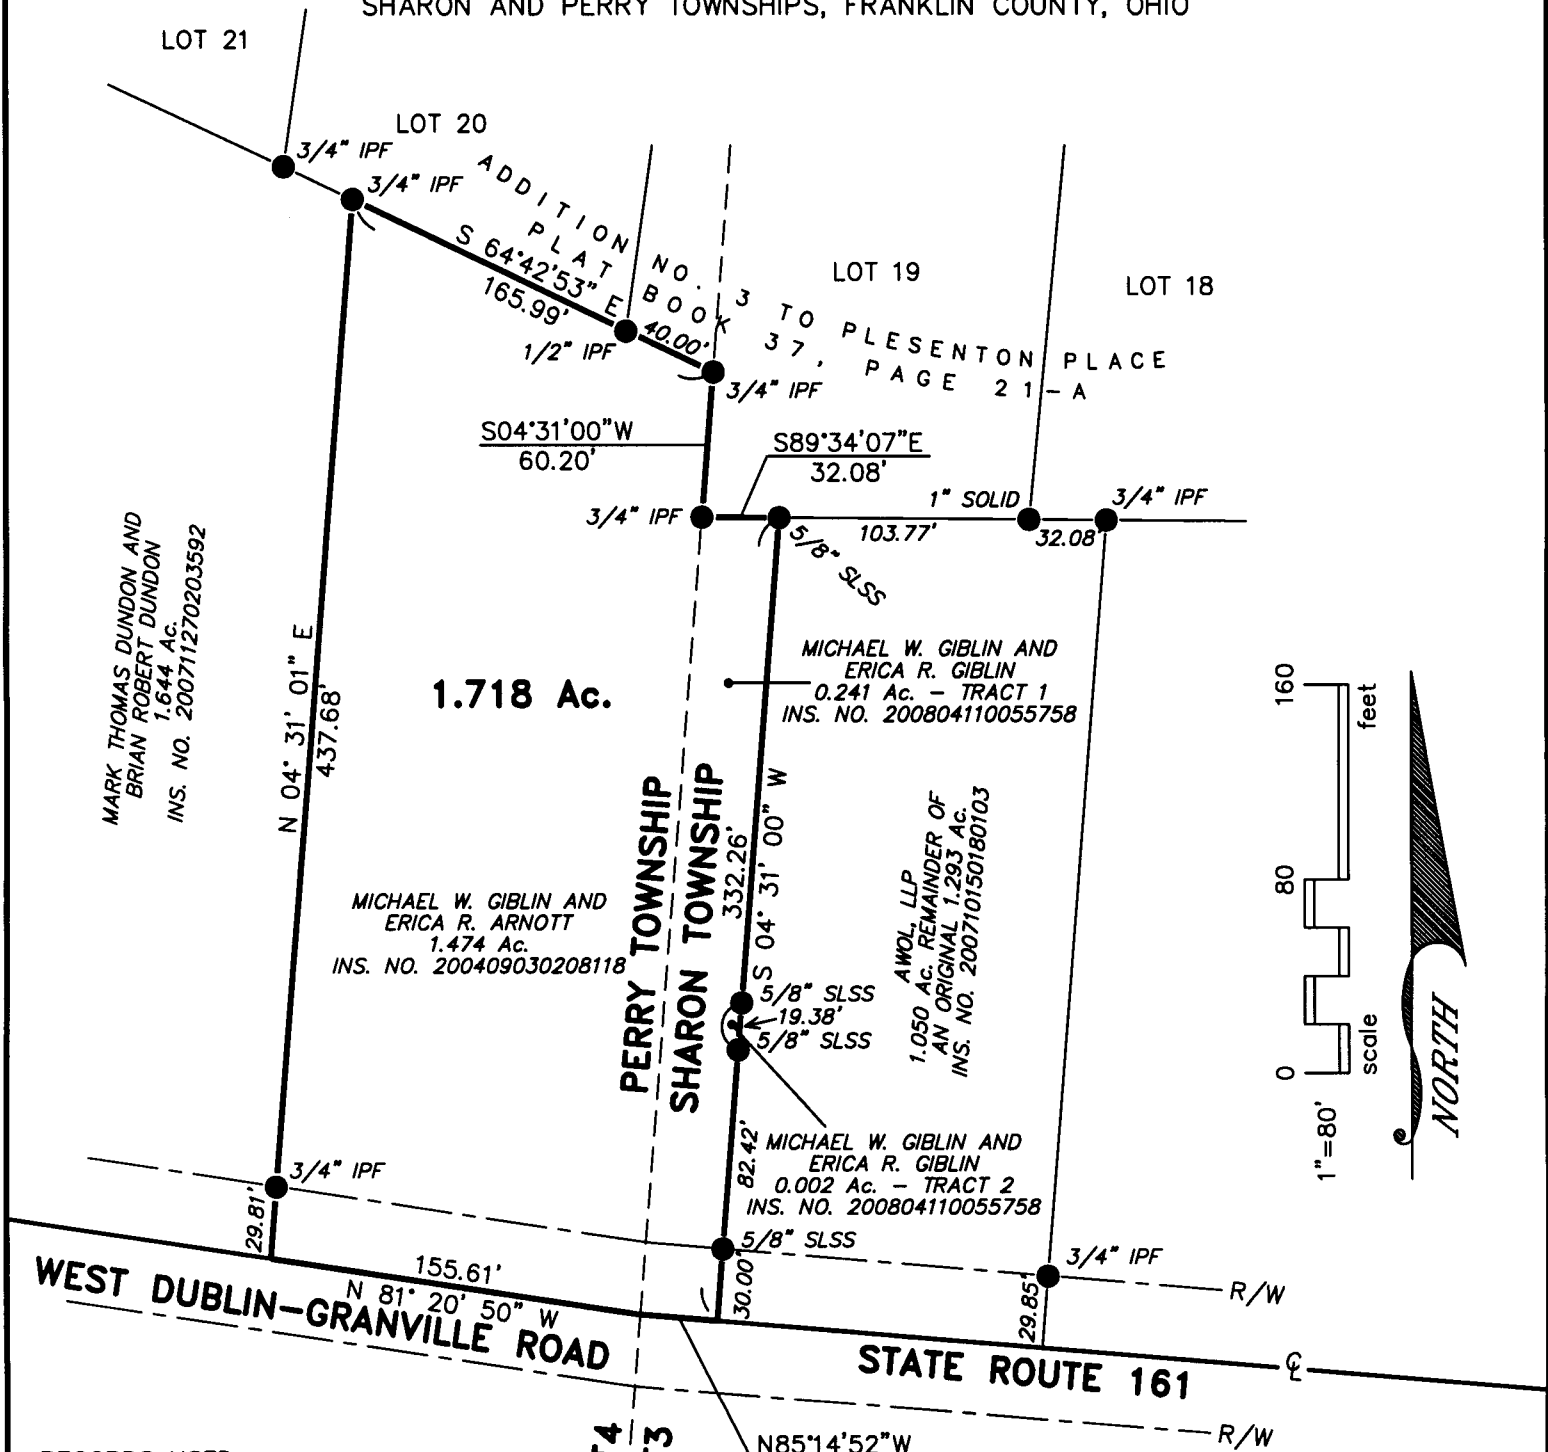 SHARON AND PERRY TOWNSHIPS, FRANKLIN COUNTY, OHIO
LOT 21
LOT 20
3/4" IPF
3/4" IPF
ADDITION NO. 3 TO PLESENTON PLACE
PLAT BOOK 37, PAGE 21-A
S 64°42'53" E
165.99'
LOT 19
LOT 18
40.00'
1/2" IPF
3/4" IPF
S04°31'00"W
60.20'
S89°34'07"E
32.08'
1" SOLID
3/4" IPF
3/4" IPF
103.77'
32.08'
5/8" SLSS
MARK THOMAS DUNDON AND
BRIAN ROBERT DUNDON
1.644 Ac.
INS. NO. 200711270203592
N 04° 31' 01" E
437.68'
1.718 Ac.
MICHAEL W. GIBLIN AND
ERICA R. GIBLIN
0.241 Ac. - TRACT 1
INS. NO. 200804110055758
PERRY TOWNSHIP
SHARON TOWNSHIP
332.26'
S 04° 31' 00" W
AWOL, LLP
1.050 Ac. REMAINDER OF
AN ORIGINAL 1.293 Ac.
INS. NO. 200710150180103
MICHAEL W. GIBLIN AND
ERICA R. ARNOTT
1.474 Ac.
INS. NO. 200409030208118
5/8" SLSS
19.38'
5/8" SLSS
160
80
0
feet
scale
1"=80'
NORTH
82.42'
MICHAEL W. GIBLIN AND
ERICA R. GIBLIN
0.002 Ac. - TRACT 2
INS. NO. 200804110055758
3/4" IPF
29.81'
5/8" SLSS
30.00'
3/4" IPF
29.85'
R/W
155.61'
N 81° 20' 50" W
WEST DUBLIN-GRANVILLE ROAD
STATE ROUTE 161
CL
R/W
N85°14'52"W